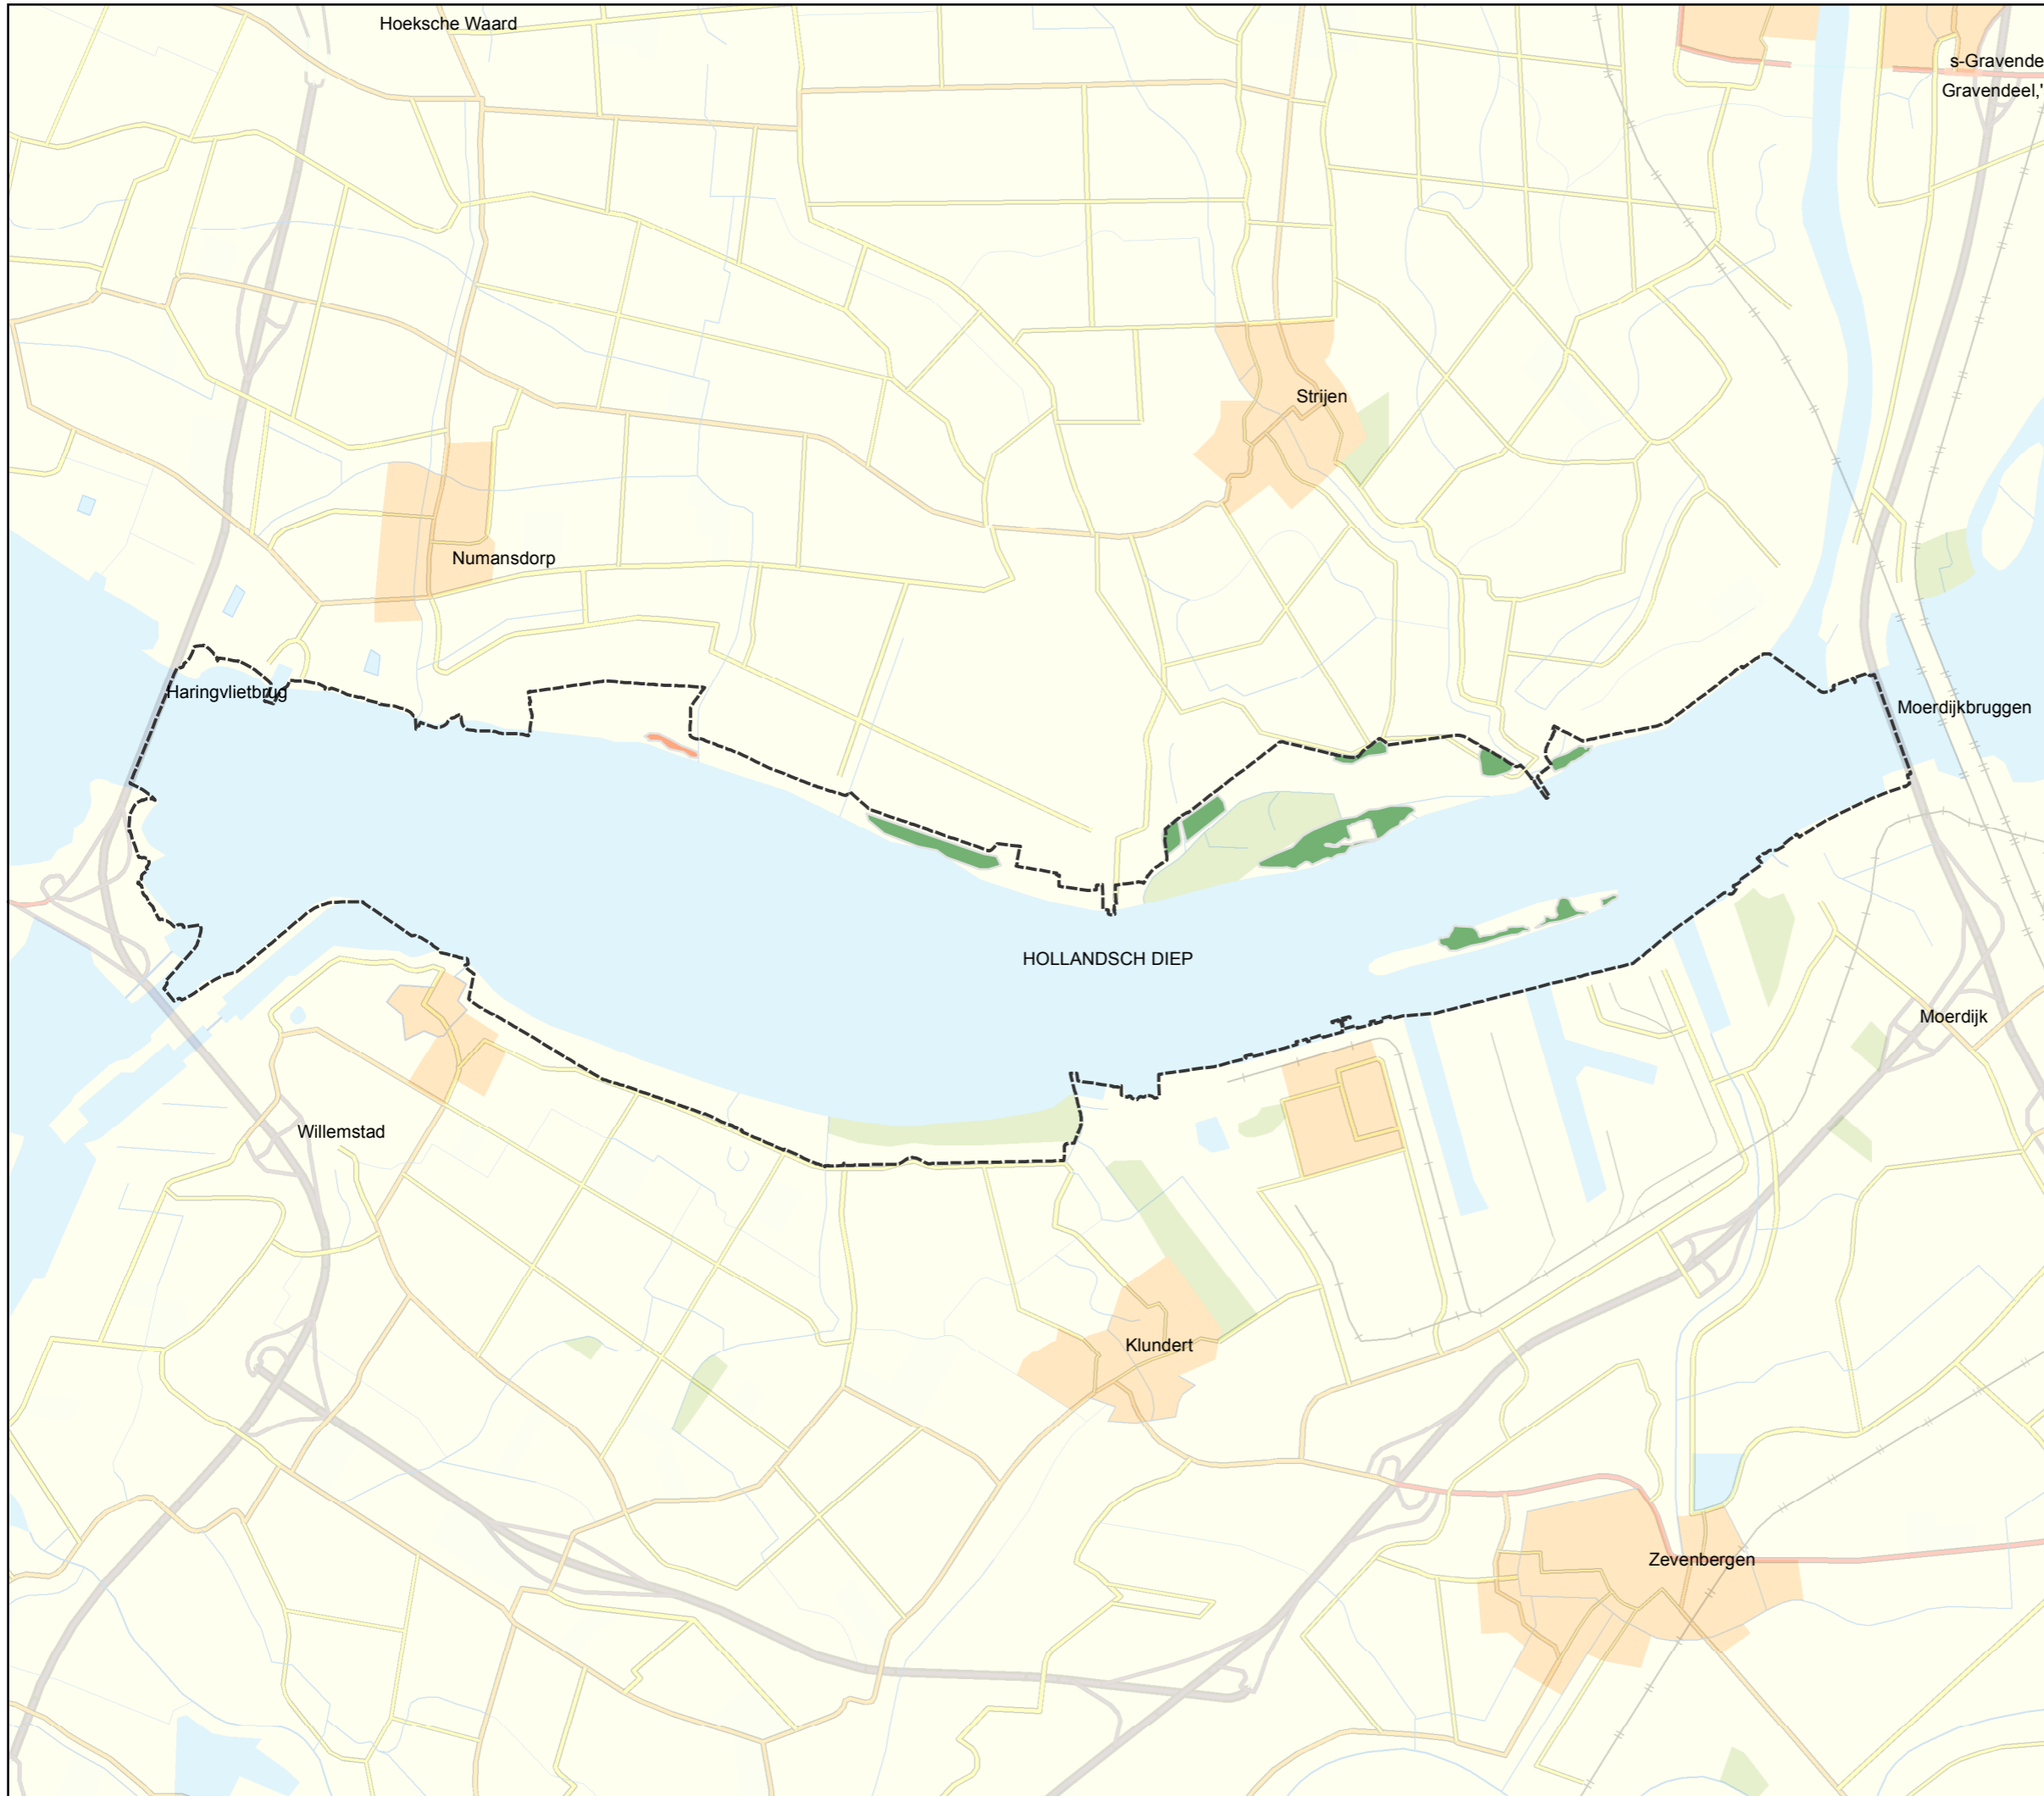 Hoeksche Waard
s-Gravende
Gravendeel,'
Strijen
Numansdorp
Haringvlietbrug
Moerdijkbruggen
HOLLANDSCH DIEP
Moerdijk
Willemstad
Klundert
Zevenbergen